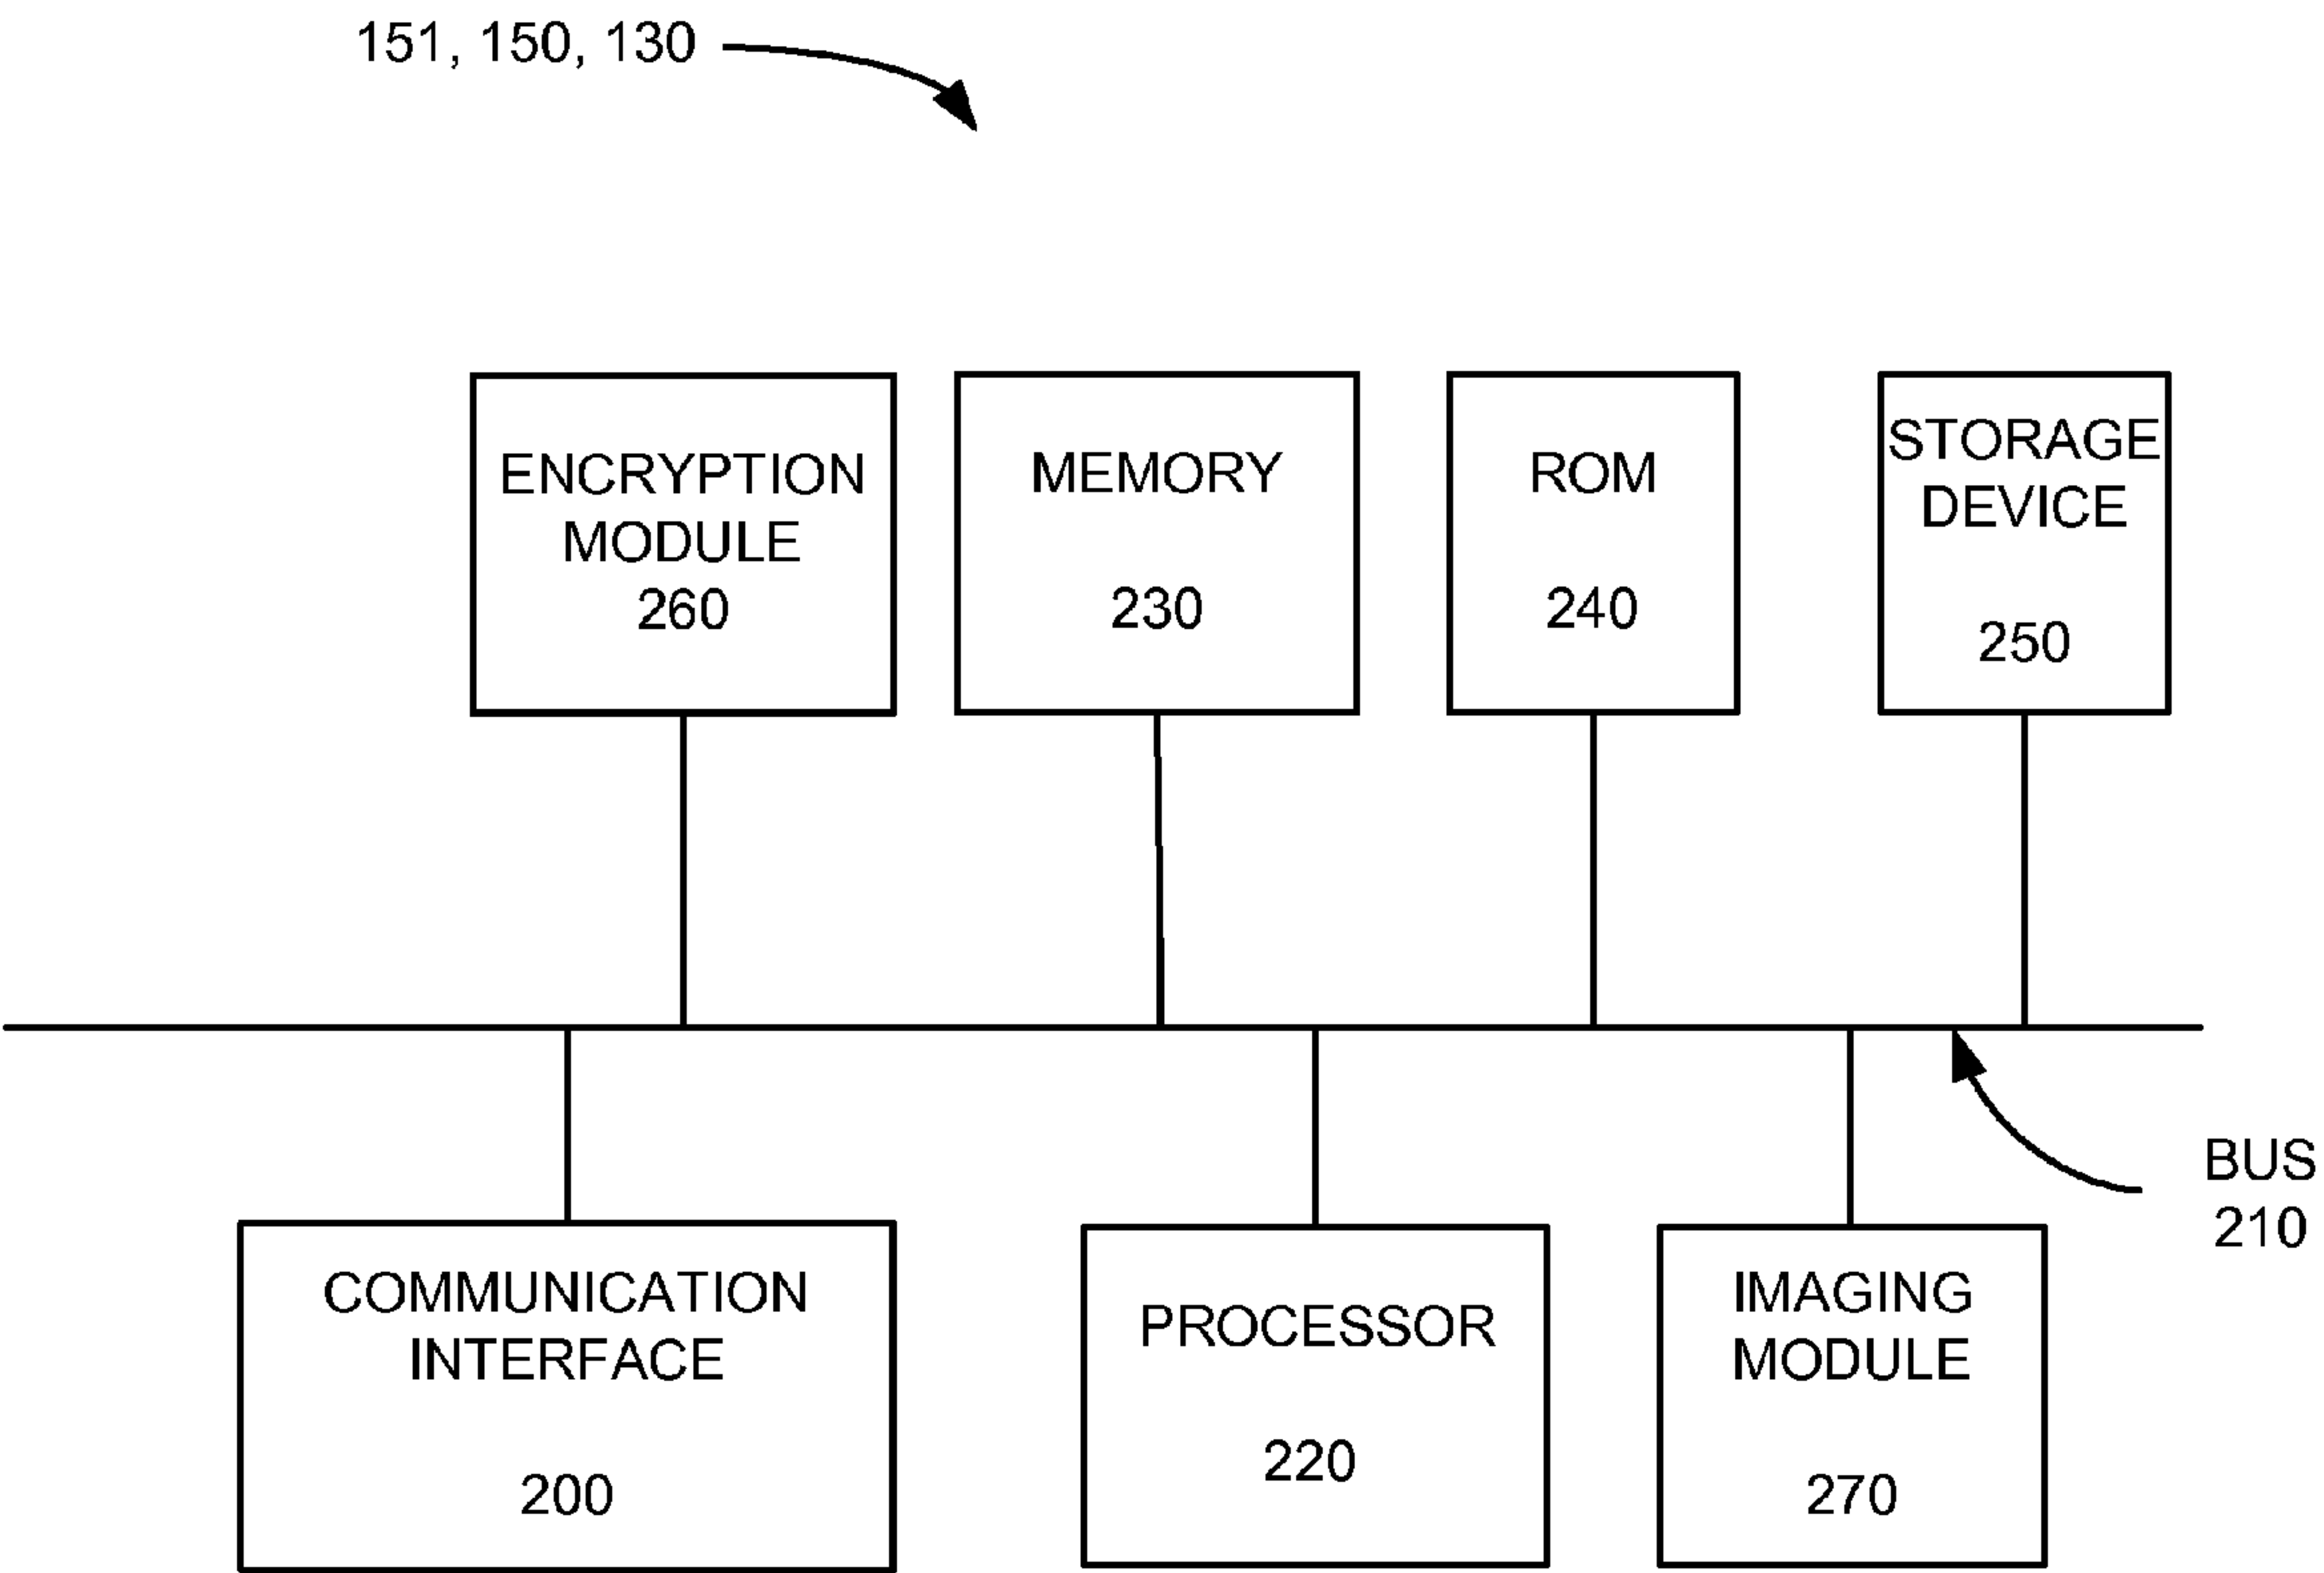 151, 150, 130
ENCRYPTION
MODULE
260
MEMORY
230
ROM
240
STORAGE
DEVICE
250
BUS
210
COMMUNICATION
INTERFACE
200
PROCESSOR
220
IMAGING
MODULE
270